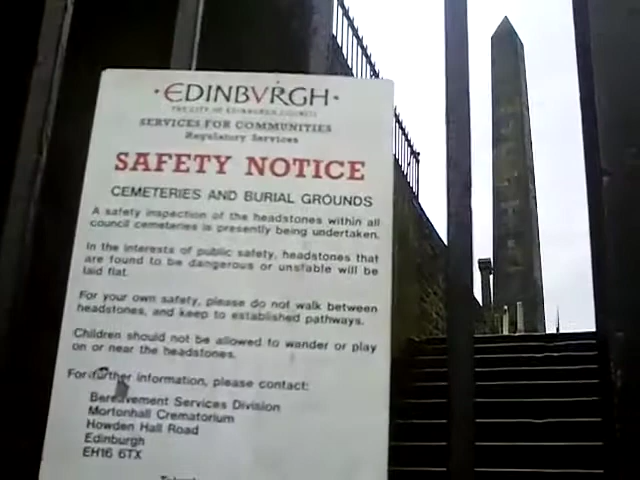 ·EDINBVRGH·
THE CITY OF EDINBURGH COUNCIL
SERVICES FOR COMMUNITIES
Regulatory Services
SAFETY NOTICE
CEMETERIES AND BURIAL GROUNDS
A safety inspection of the headstones within all
council cemeteries is presently being undertaken.
In the interests of public safety, headstones that
are found to be dangerous or unstable will be
laid flat.
For your own safety, please do not walk between
headstones, and keep to established pathways.
Children should not be allowed to wander or play
on or near the headstones.
For further information, please contact:
Bereavement Services Division
Mortonhall Crematorium
Howden Hall Road
Edinburgh
EH16 6TX